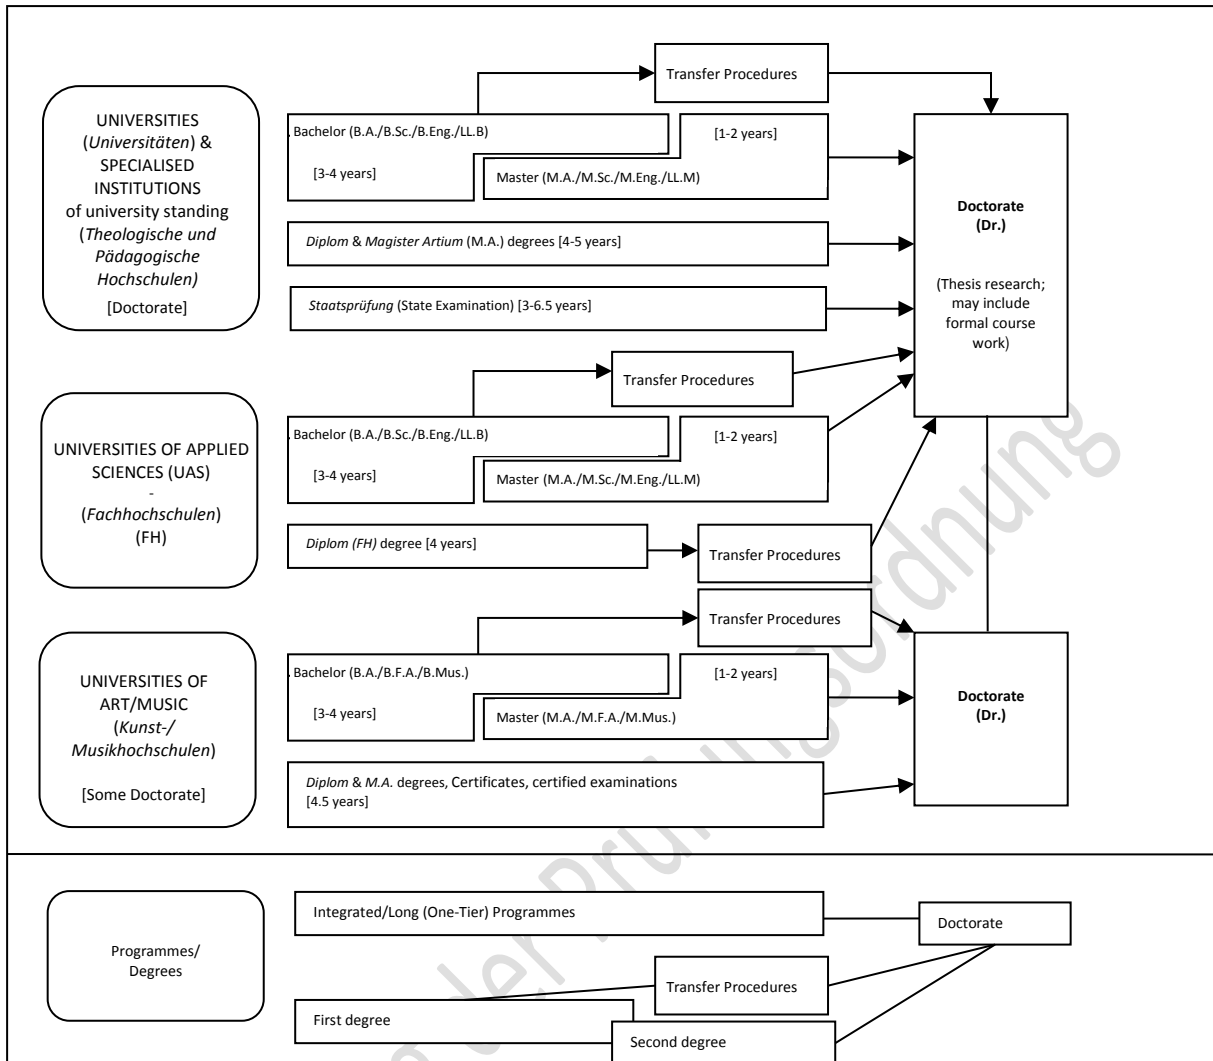 Transfer Procedures
UNIVERSITIES
(Universitäten) &
SPECIALISED
INSTITUTIONS
of university standing
(Theologische und
Pädagogische
Hochschulen)
[Doctorate]
Bachelor (B.A./B.Sc./B.Eng./LL.B)
[3-4 years]
[1-2 years]
Master (M.A./M.Sc./M.Eng./LL.M)
Diplom & Magister Artium (M.A.) degrees [4-5 years]
Staatsprüfung (State Examination) [3-6.5 years]
Doctorate
(Dr.)
(Thesis research;
may include
formal course
work)
Transfer Procedures
UNIVERSITIES OF APPLIED
SCIENCES (UAS)
-
(Fachhochschulen)
(FH)
Bachelor (B.A./B.Sc./B.Eng./LL.B)
[3-4 years]
[1-2 years]
Master (M.A./M.Sc./M.Eng./LL.M)
Diplom (FH) degree [4 years]
Transfer Procedures
Transfer Procedures
UNIVERSITIES OF
ART/MUSIC
(Kunst-/
Musikhochschulen)
[Some Doctorate]
Bachelor (B.A./B.F.A./B.Mus.)
[3-4 years]
[1-2 years]
Master (M.A./M.F.A./M.Mus.)
Diplom & M.A. degrees, Certificates, certified examinations
[4.5 years]
Doctorate
(Dr.)
Programmes/
Degrees
Integrated/Long (One-Tier) Programmes
Doctorate
Transfer Procedures
First degree
Second degree
der Prüfungsordnung